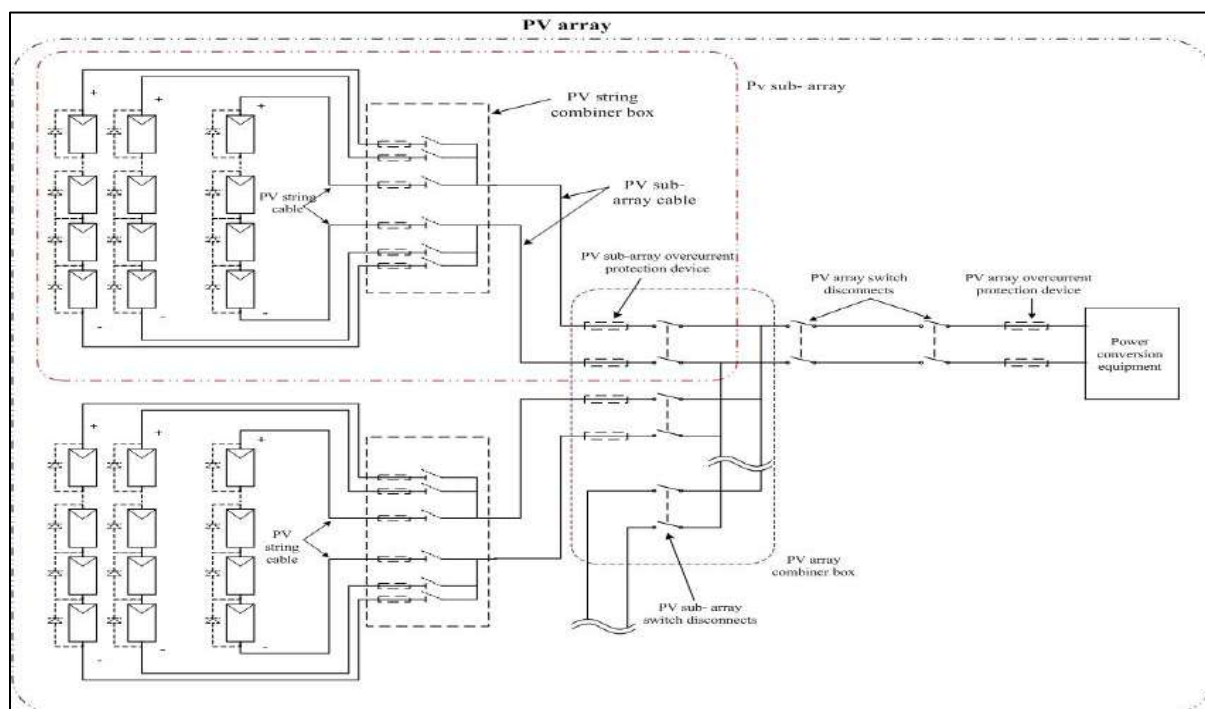 PV array
Pv sub- array
PV string
combiner box
+
+
+
PV string
cable
PV sub-
array cable
PV sub-array overcurrent
protection device
PV array switch
disconnects
PV array overcurrent
protection device
-
-
-
Power
conversion
equipment
+
+
+
PV
string
cable
PV array
combiner box
PV sub- array
switch disconnects
-
-
-